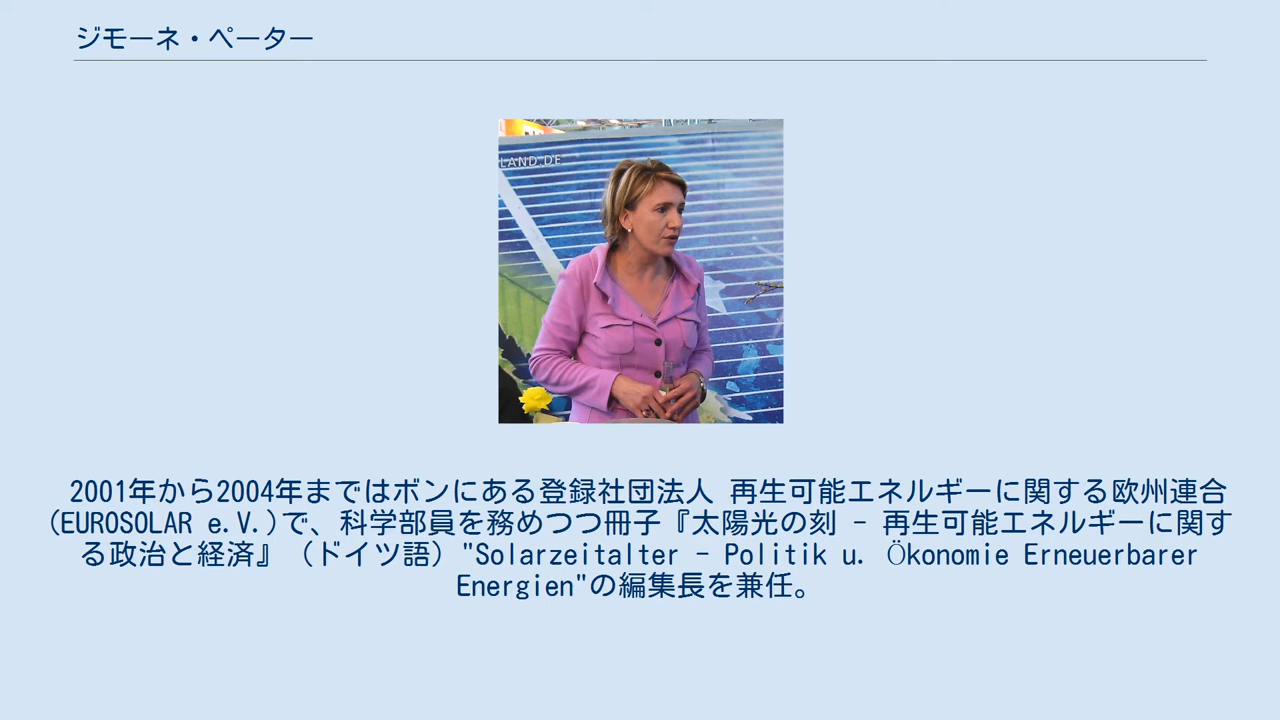 ジモーネ・ペーター
LAND.DE
2001年から2004年まではボンにある登録社団法人 再生可能エネルギーに関する欧州連合
(EUROSOLAR e.V.)で、科学部員を務めつつ冊子『太陽光の刻 - 再生可能エネルギーに関す
る政治と経済』（ドイツ語）"Solarzeitalter - Politik u. Ökonomie Erneuerbarer
Energien"の編集長を兼任。